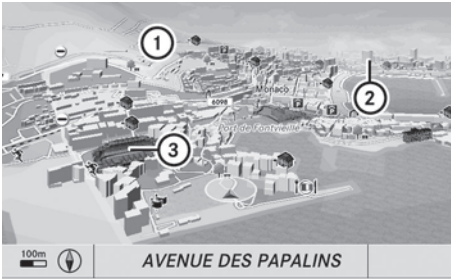 1
6098
Monaco
2
Port de Fontvieille
3
100m
AVENUE DES PAPALINS